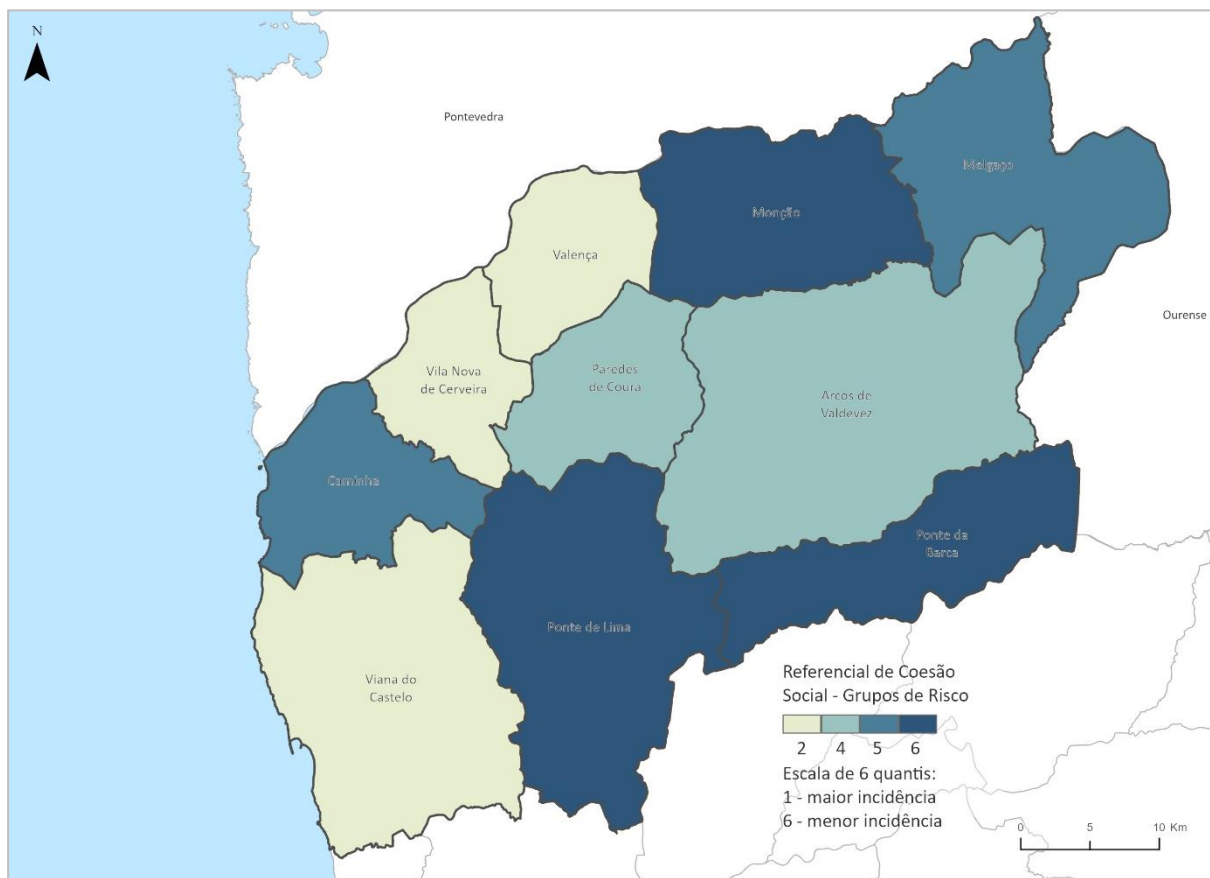 N
Pontevedra
Melgaço
Monção
Valença
Ourense
Vila Nova
de Cerveira
Paredes
de Coura
Arcos de
Valdevez
Caminha
Ponte da
Barca
Ponte de Lima
Viana do
Castelo
Referencial de Coesão
Social - Grupos de Risco
2 4 5 6
Escala de 6 quantis:
1 - maior incidência
6 - menor incidência
0 5 10 Km